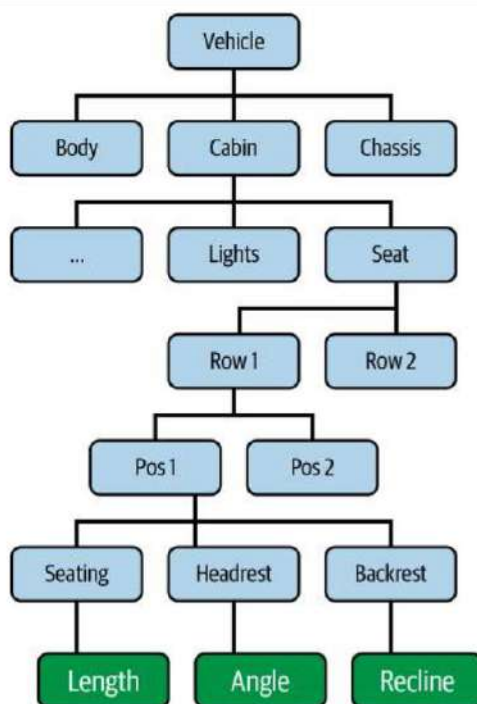 Vehicle
Body Cabin Chassis
... Lights Seat
Row 1 Row 2
Pos 1 Pos 2
Seating Headrest Backrest
Length Angle Recline